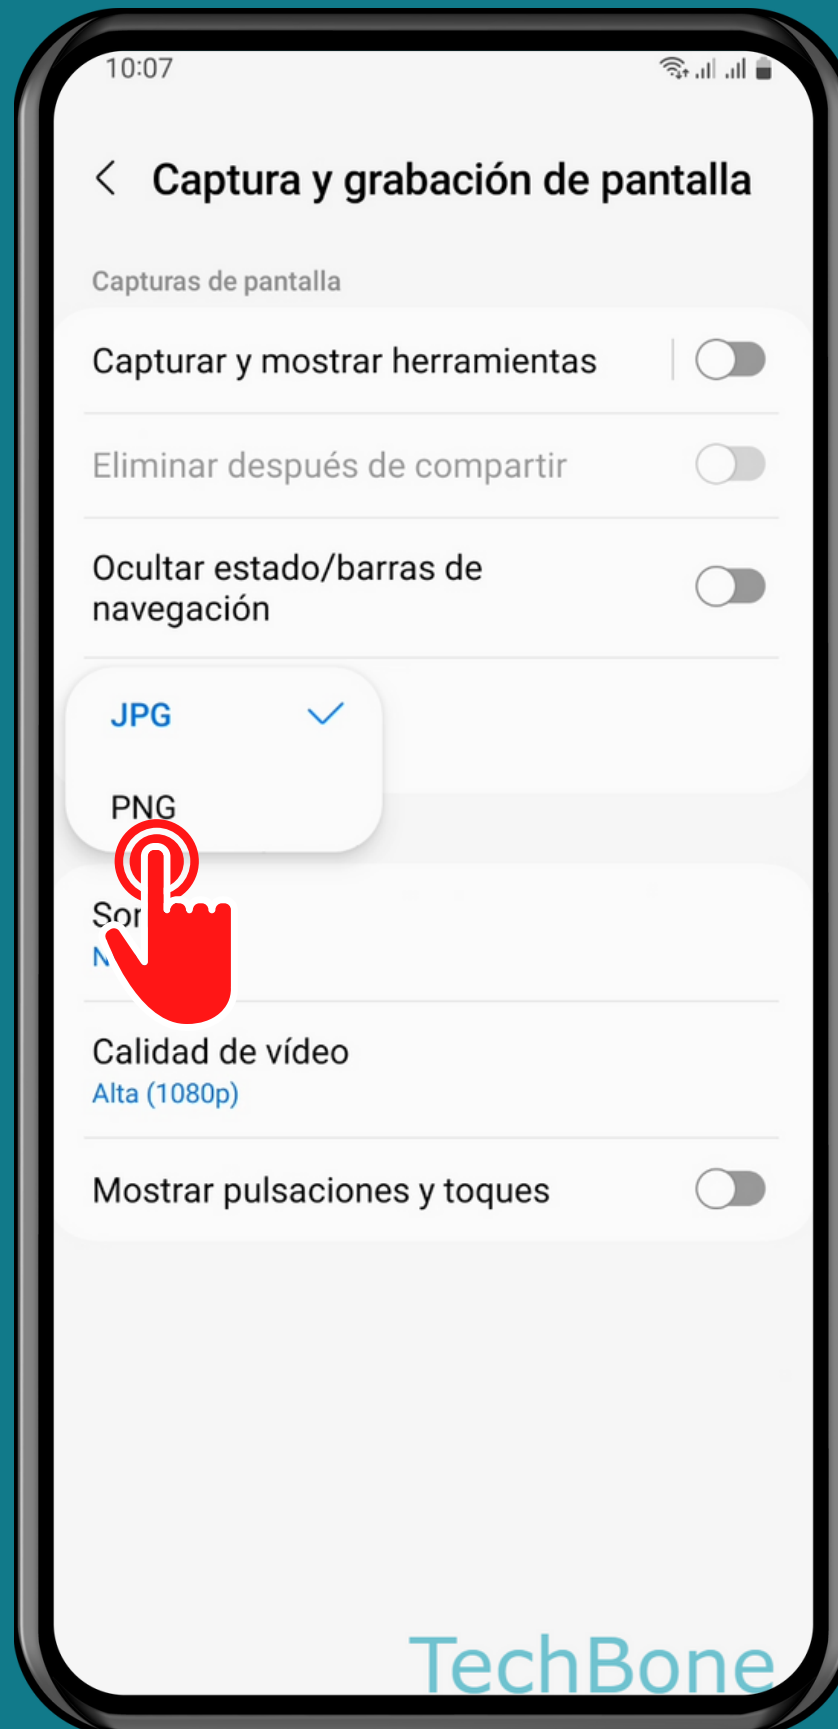 10:07
Captura y grabación de pantalla
Capturas de pantalla
Capturar y mostrar herramientas
Eliminar después de compartir
Ocultar estado/barras de
navegación
JPG
PNG
Calidad de vídeo
Alta (1080p)
Mostrar pulsaciones y toques
TechBone